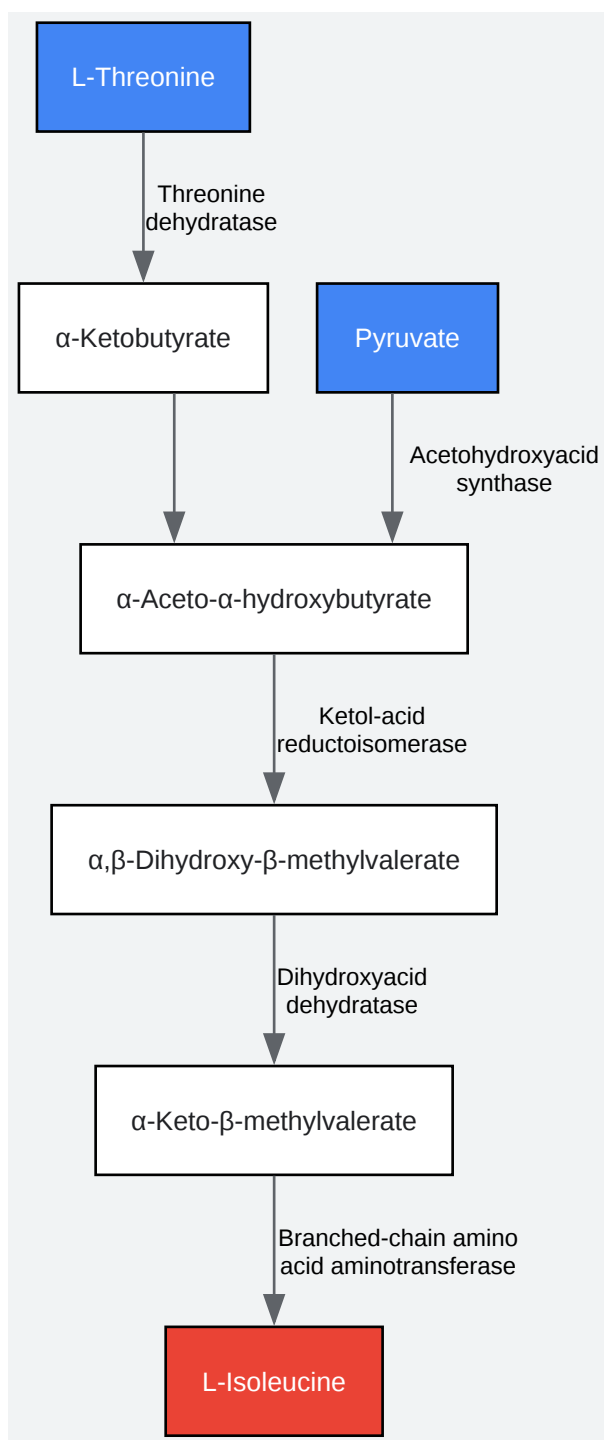 L-Threonine
Threonine
dehydratase
α-Ketobutyrate
Pyruvate
Acetohydroxyacid
synthase
α-Aceto-α-hydroxybutyrate
Ketol-acid
reductoisomerase
α,β-Dihydroxy-β-methylvalerate
Dihydroxyacid
dehydratase
α-Keto-β-methylvalerate
Branched-chain amino
acid aminotransferase
L-Isoleucine